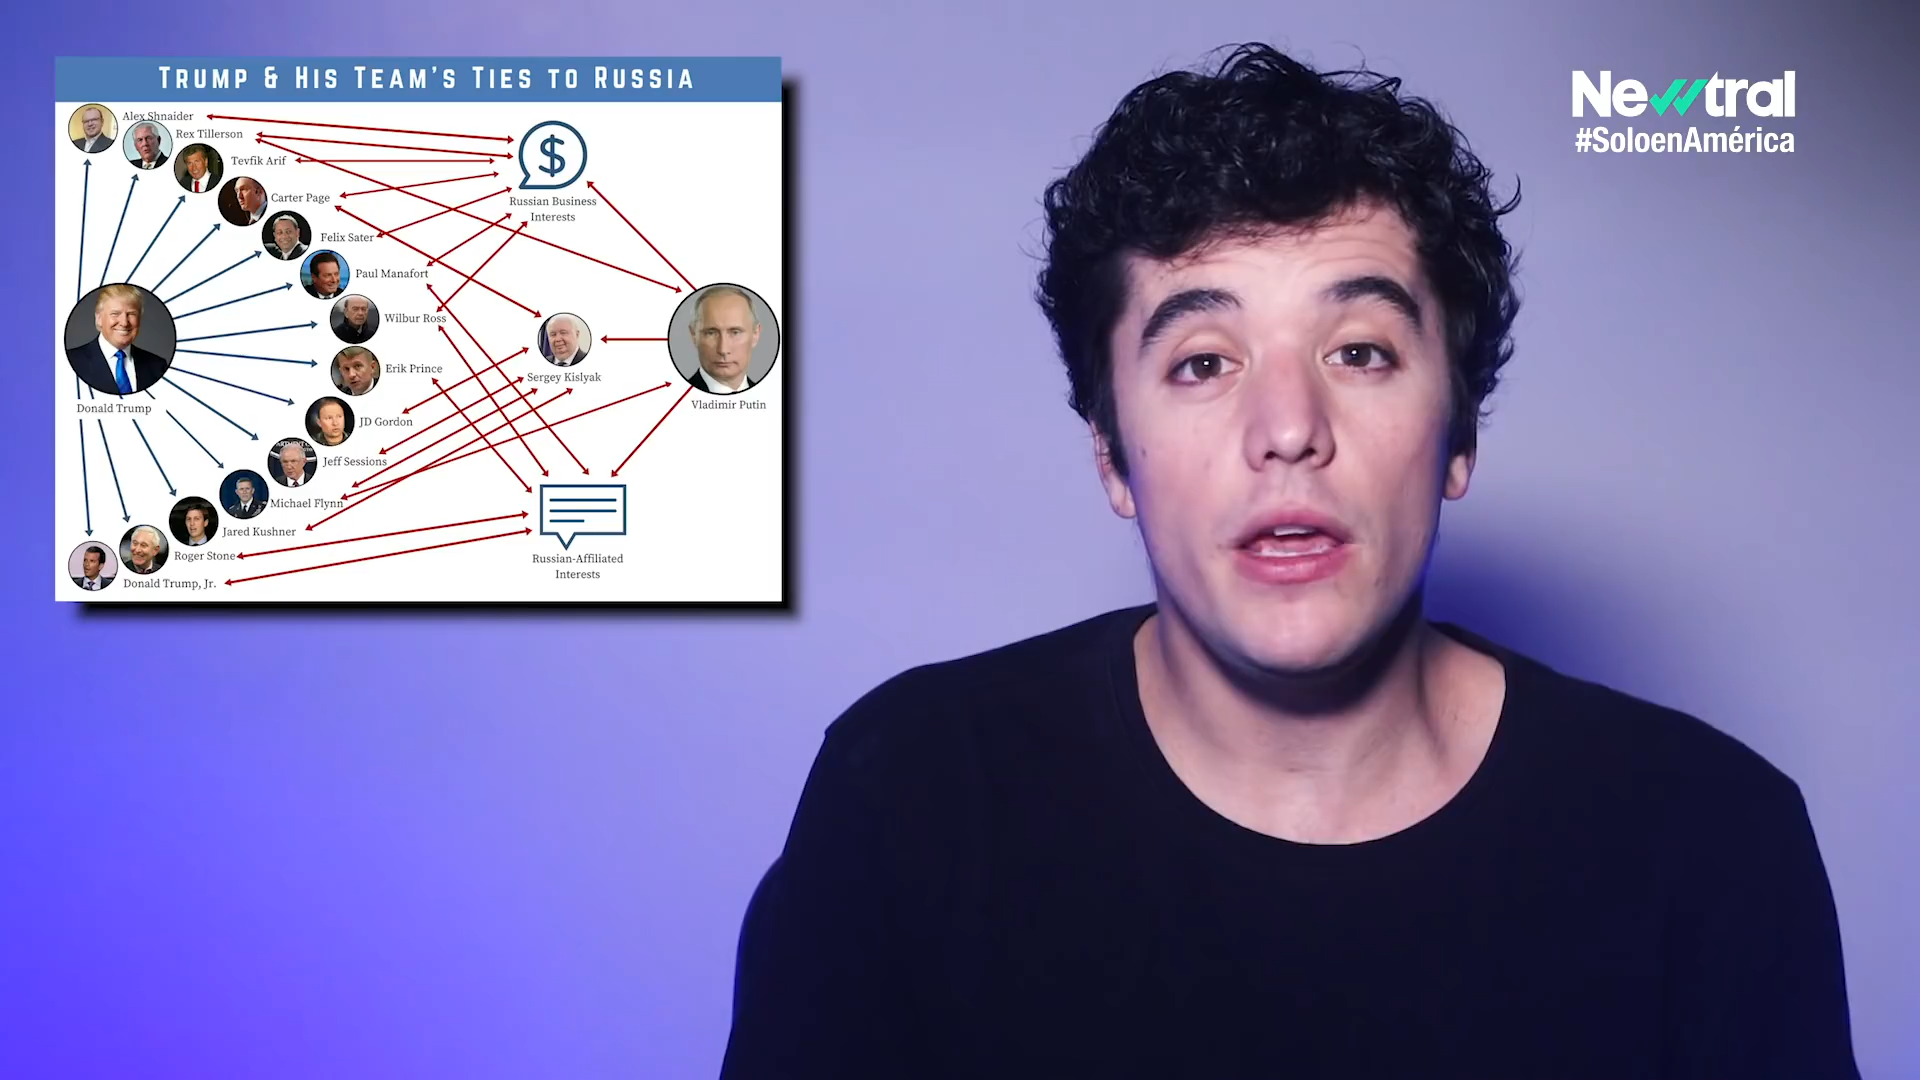 TRUMP & HIS TEAM'S TIES TO RUSSIA
Alex Shnaider
Rex Tillerson
Tevfik Arif
Carter Page
Felix Sater
Paul Manafort
Wilbur Ross
Erik Prince
JD Gordon
Jeff Sessions
Michael Flynn
Jared Kushner
Roger Stone
Donald Trump, Jr.
Donald Trump
$
Russian Business
Interests
Sergey Kislyak
Vladimir Putin
Russian-Affiliated
Interests
Newtral
#SoloenAmérica